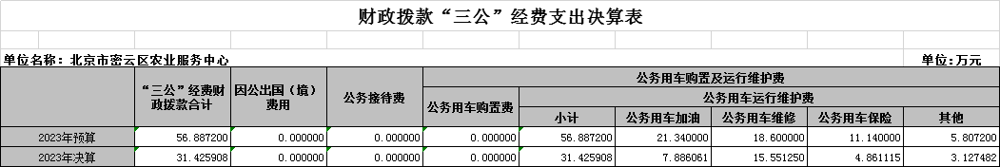 财政拨款“三公”经费支出决算表
单位名称：北京市密云区农业服务中心 单位:万元
“三公”经费财政拨款合计 因公出国（境）费用 公务接待费 公务用车购置及运行维护费
公务用车购置费 公务用车运行维护费
小计 公务用车加油 公务用车维修 公务用车保险 其他
2023年预算 56.887200 0.000000 0.000000 0.000000 56.887200 21.340000 18.600000 11.140000 5.807200
2023年决算 31.425908 0.000000 0.000000 0.000000 31.425908 7.886061 15.551250 4.861115 3.127482